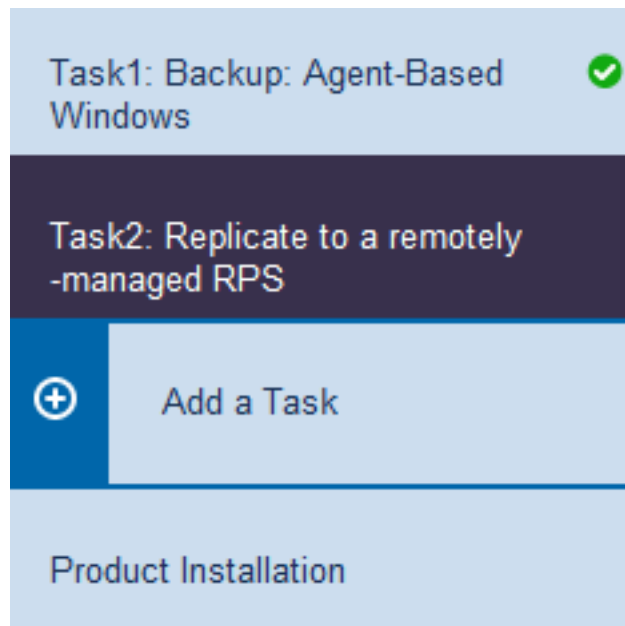 Task1: Backup: Agent-Based
Windows
Task2: Replicate to a remotely
-managed RPS
Add a Task
Product Installation